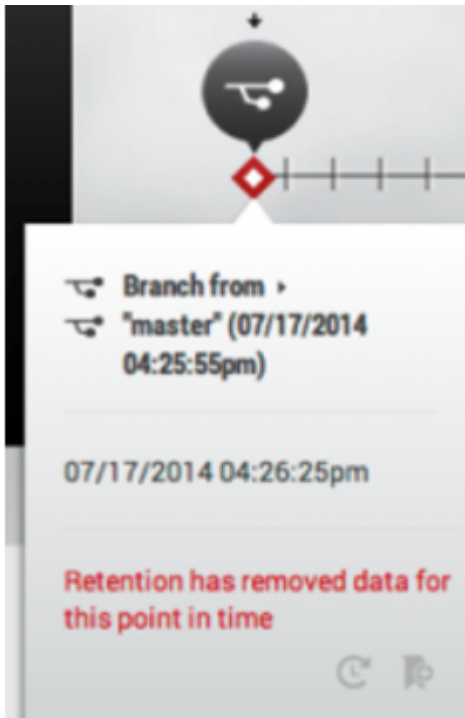 Branch from
"master" (07/17/2014
04:25:55pm)
07/17/2014 04:26:25pm
Retention has removed data for
this point in time